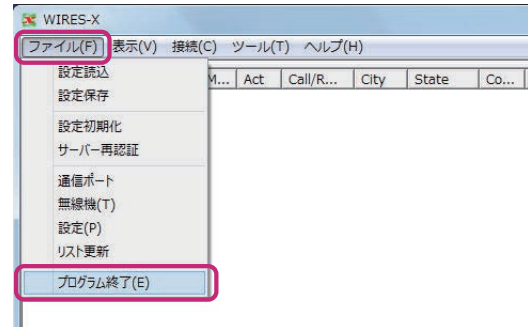 WIRES-X
ファイル(F) 表示(V) 接続(C) ツール(T) ヘルプ(H)
M... Act Call/R... City State Co...
設定読込
設定保存
設定初期化
サーバー再認証
通信ポート
無線機(T)
設定(P)
リスト更新
プログラム終了(E)